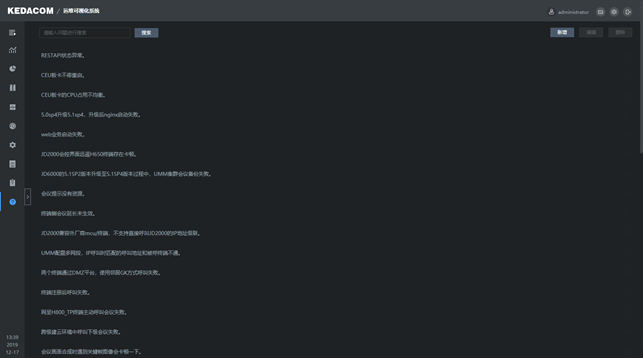 KEDACOM / 运维可视化系统
administrator
请输入问题进行搜索
搜索
新增
编辑
删除
RESTAPI状态异常。
CEU板卡不停重启。
CEU板卡的CPU占用不均衡。
5.0sp4升级5.1sp4,升级后nginx启动失败。
web业务启动失败。
JD2000会控界面远遥H650终端存在卡顿。
JD6000的5.1SP2版本升级至5.1SP4版本过程中,UMM集群会议备份失败。
会议提示没有资源。
终端侧会议时长未生效。
JD2000兼容外厂商mcu/终端,不支持直接呼叫JD2000的IP地址级联。
UMM配置多网段,IP呼叫时匹配的呼叫地址和被呼终端不通。
两个终端通过DMZ平台,使用邻居GK方式呼叫失败。
终端注册后呼叫失败。
网呈H800_TP终端主动呼叫会议失败。
跨级建云环境中呼叫下级会议失败。
会议画面合成时遇到关键帧图像会卡顿一下。
13:39
2019
12-17